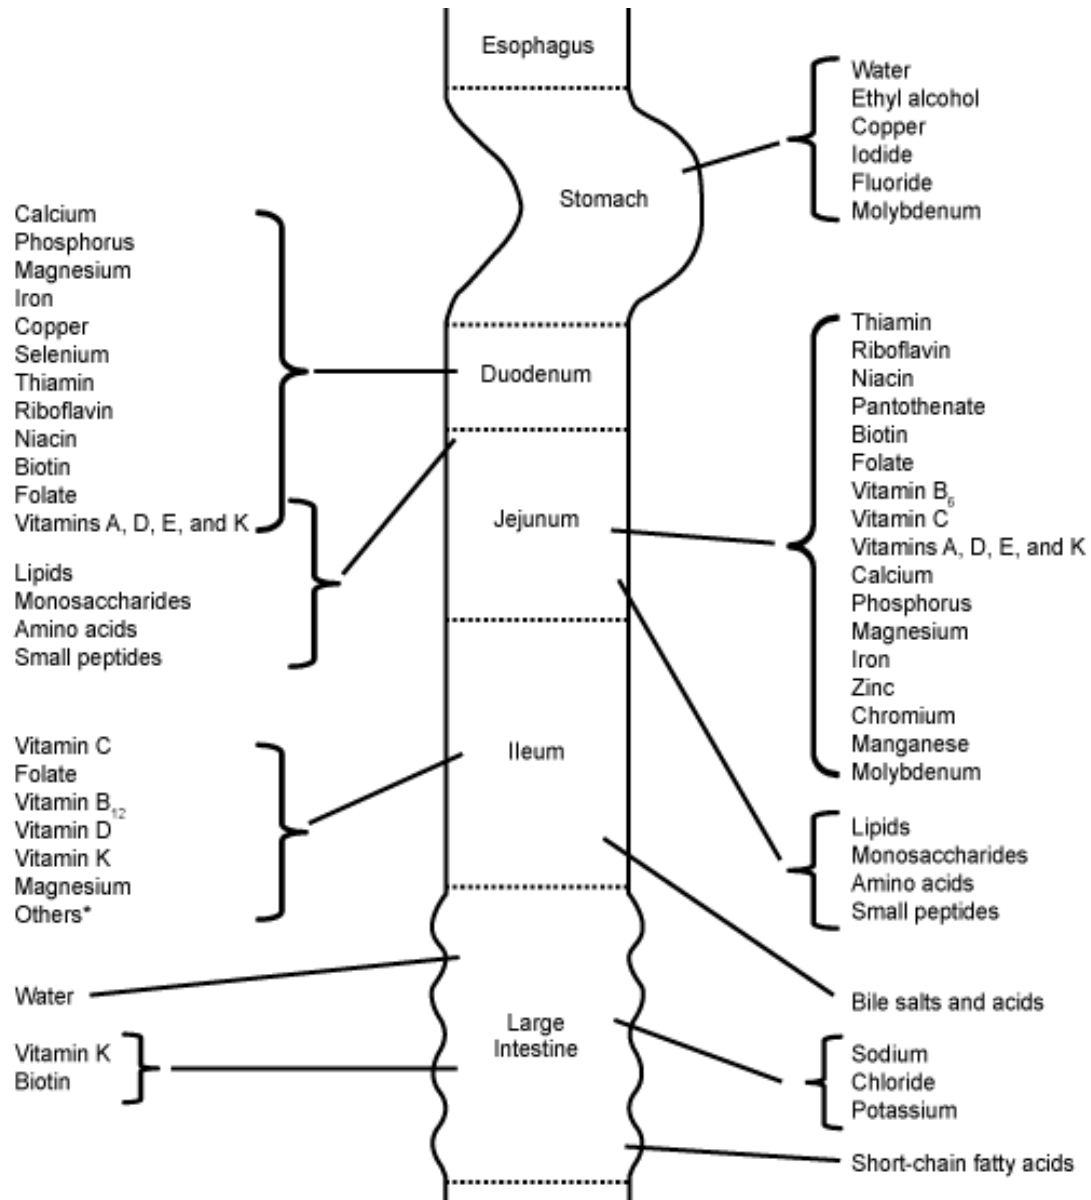 Esophagus
Water
Ethyl alcohol
Copper
Iodide
Fluoride
Molybdenum
Stomach
Calcium
Phosphorus
Magnesium
Iron
Copper
Selenium
Thiamin
Riboflavin
Niacin
Biotin
Folate
Vitamins A, D, E, and K
Duodenum
Lipids
Monosaccharides
Amino acids
Small peptides
Jejunum
Thiamin
Riboflavin
Niacin
Pantothenate
Biotin
Folate
Vitamin B₆
Vitamin C
Vitamins A, D, E, and K
Calcium
Phosphorus
Magnesium
Iron
Zinc
Chromium
Manganese
Molybdenum
Lipids
Monosaccharides
Amino acids
Small peptides
Vitamin C
Folate
Vitamin B₁₂
Vitamin D
Vitamin K
Magnesium
Others*
Ileum
Bile salts and acids
Water
Vitamin K
Biotin
Large
Intestine
Sodium
Chloride
Potassium
Short-chain fatty acids